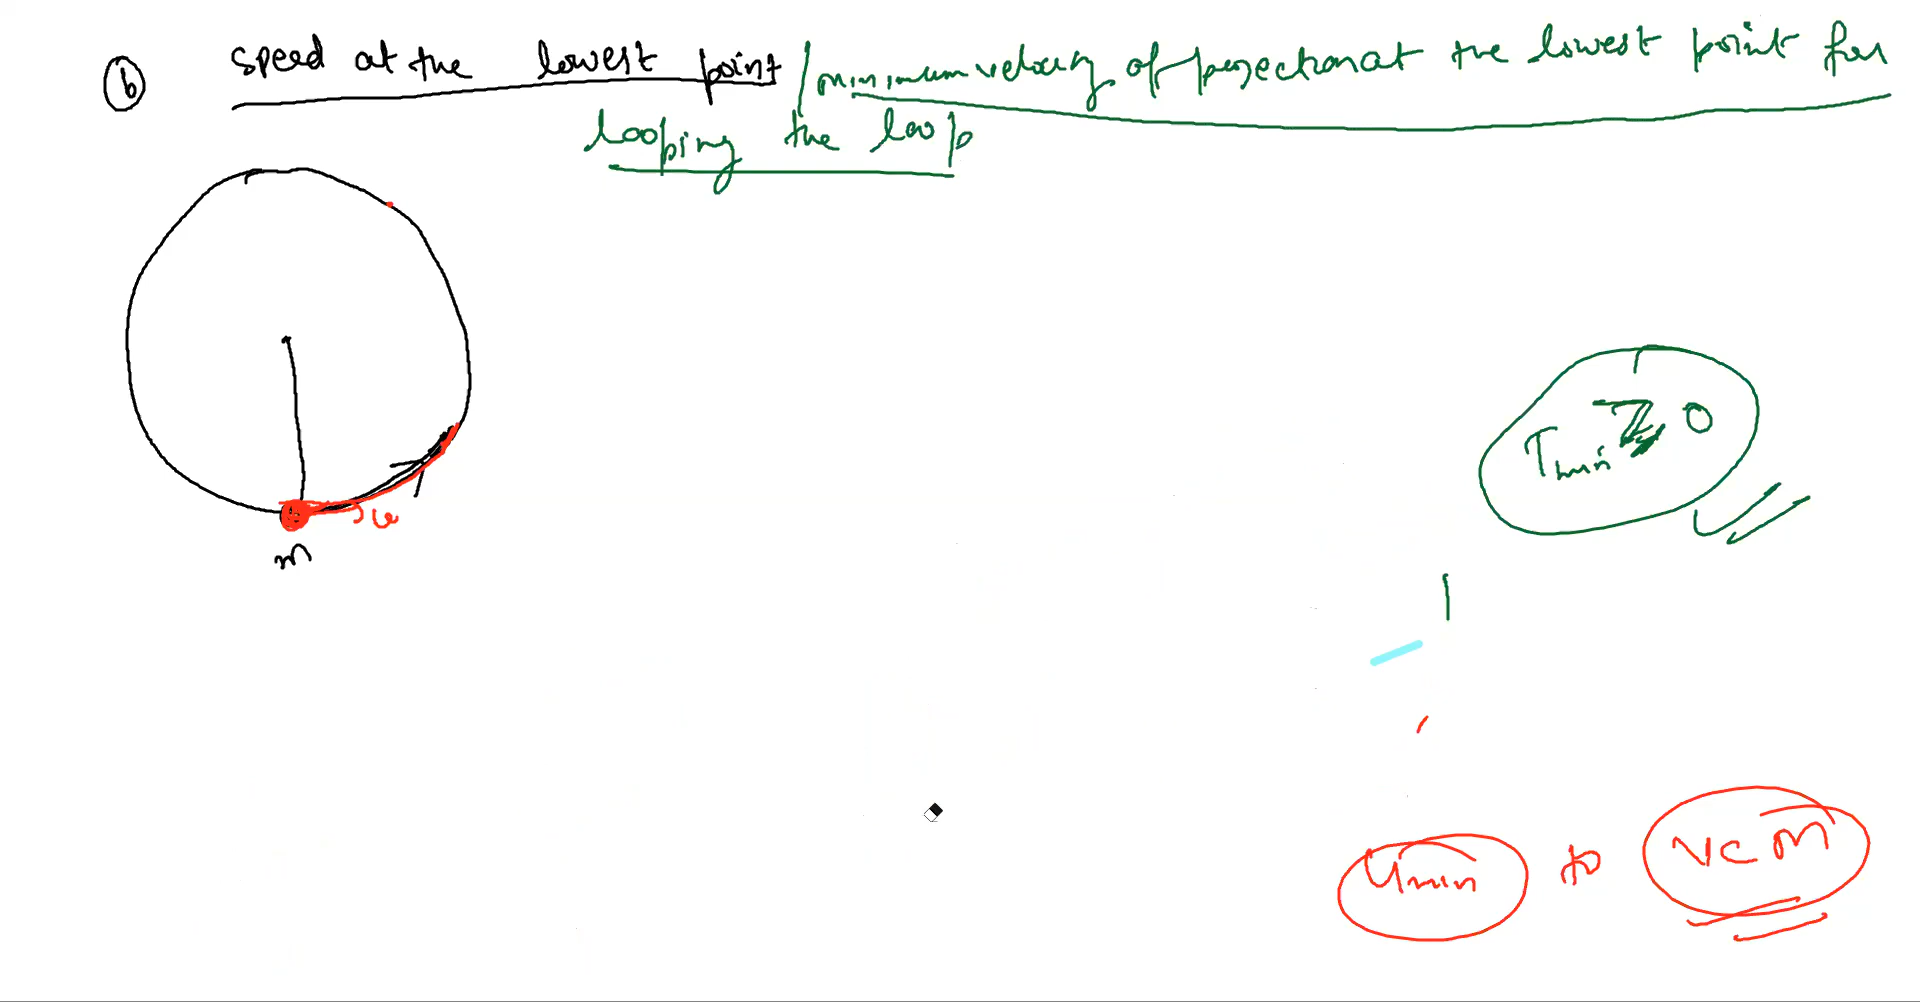 b speed at the lowest point / minimum velocity of projection at the lowest point for
looping the loop
Tmin ≥ 0
u
m
umin to VCM